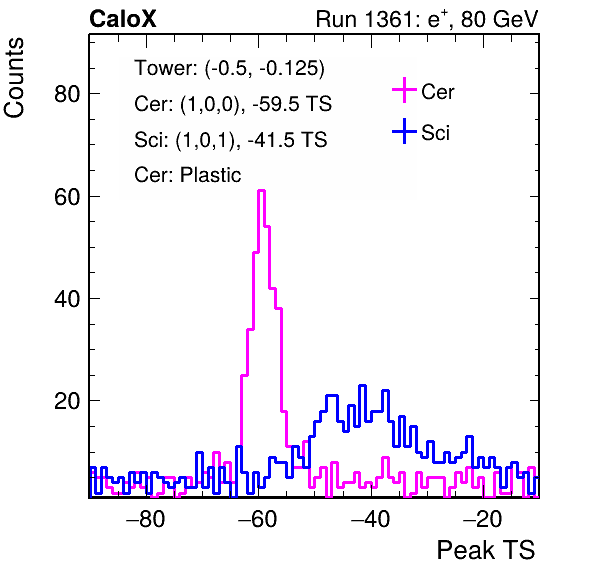 CaloX Run 1361: e⁺, 80 GeV
Counts
Tower: (-0.5, -0.125)
Cer: (1,0,0), -59.5 TS
Sci: (1,0,1), -41.5 TS
Cer: Plastic
Cer
Sci
80
60
40
20
−80 −60 −40 −20
Peak TS